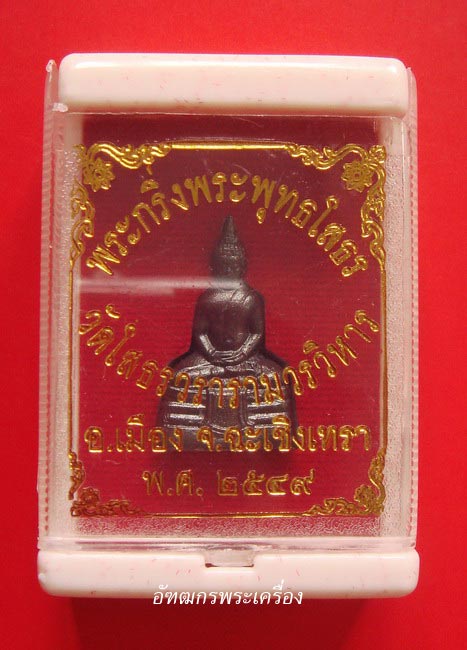 พระกริ่งพระพุทธโสธร
วัดโสธรวรารามวรวิหาร
อ.เมือง จ.ฉะเชิงเทรา
พ.ศ. ๒๕๔๙
อัทฒกรพระเครื่อง